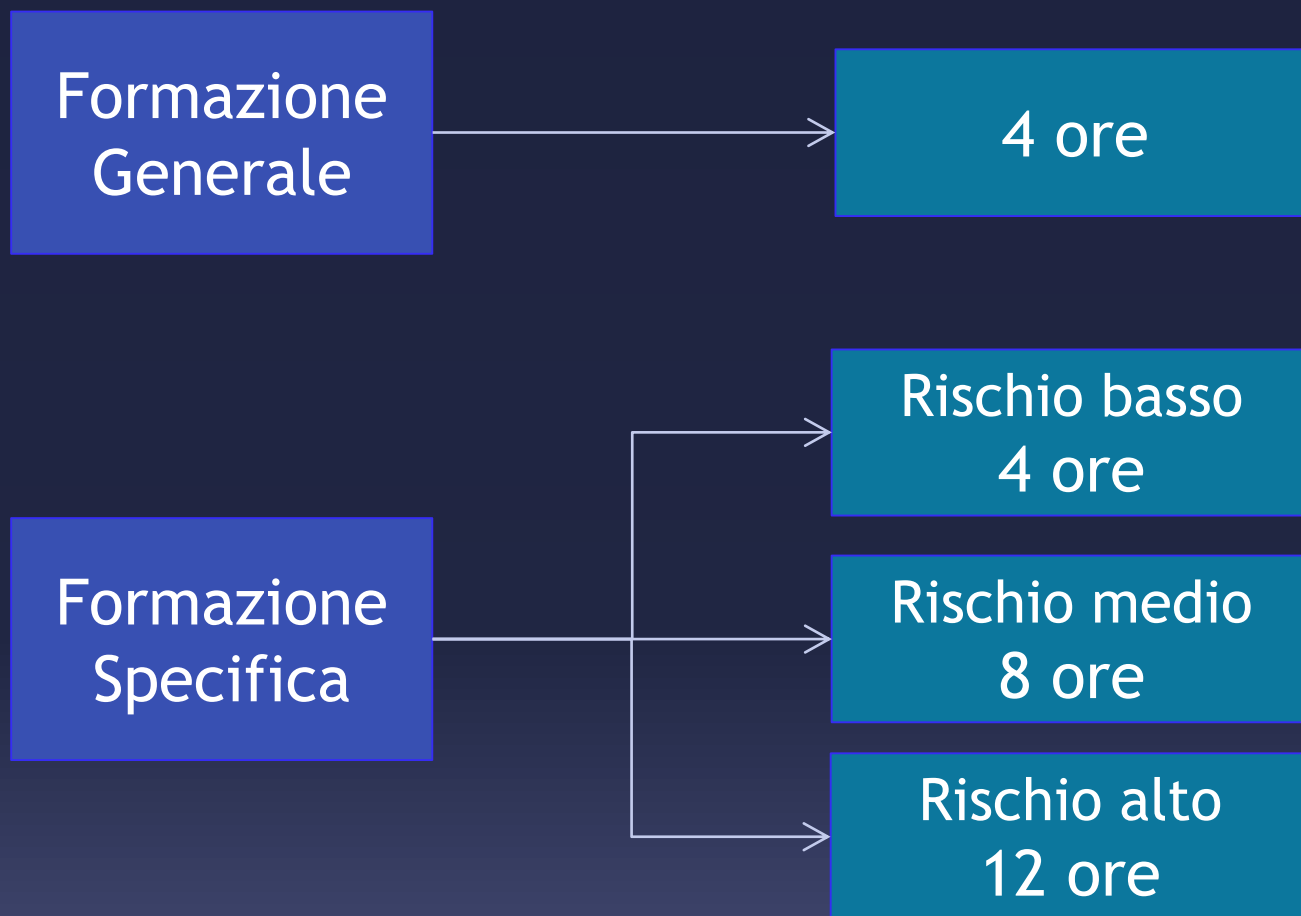 Formazione
Generale
4 ore
Formazione
Specifica
Rischio basso
4 ore
Rischio medio
8 ore
Rischio alto
12 ore